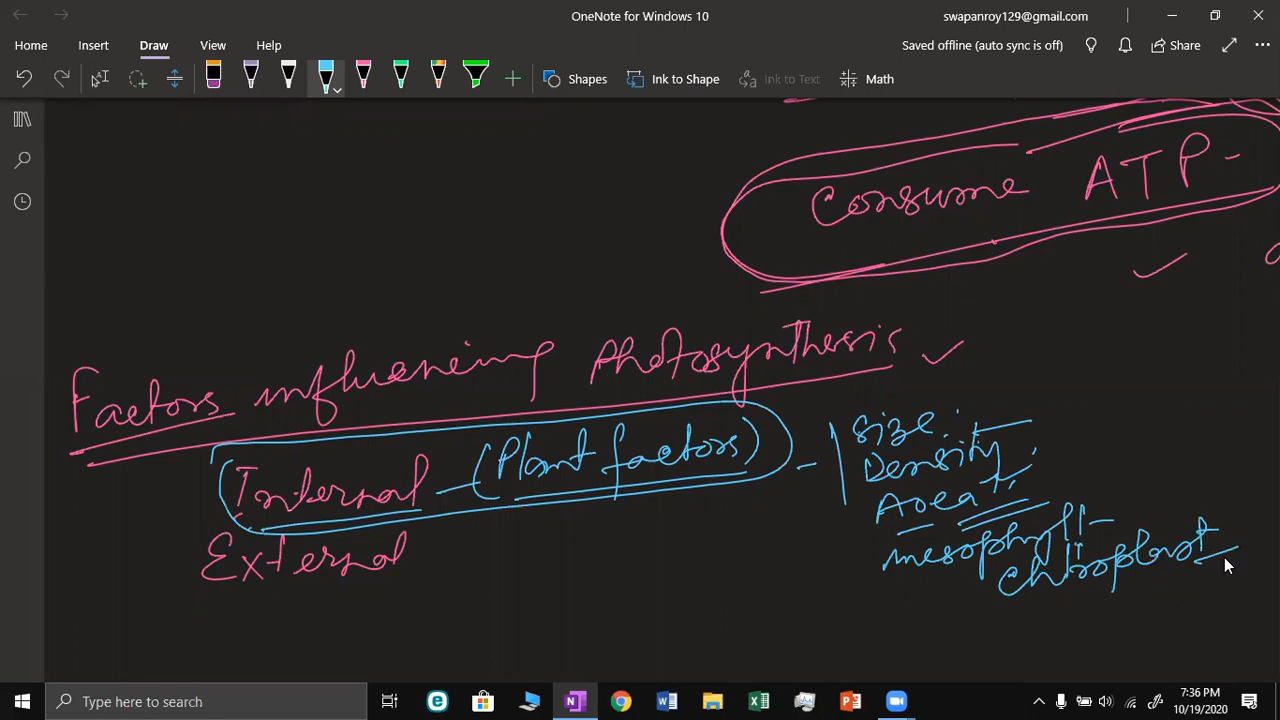 OneNote for Windows 10
swapanroy129@gmail.com
Home Insert Draw View Help
Saved offline (auto sync is off) Share
Shapes Ink to Shape Ink to Text Math
Consume ATP-
Factors influencing Photosynthesis
Internal - (Plant factors) -
Size
Density
Area
mesophyll -
Chloroplast
External
Type here to search
7:36 PM
10/19/2020